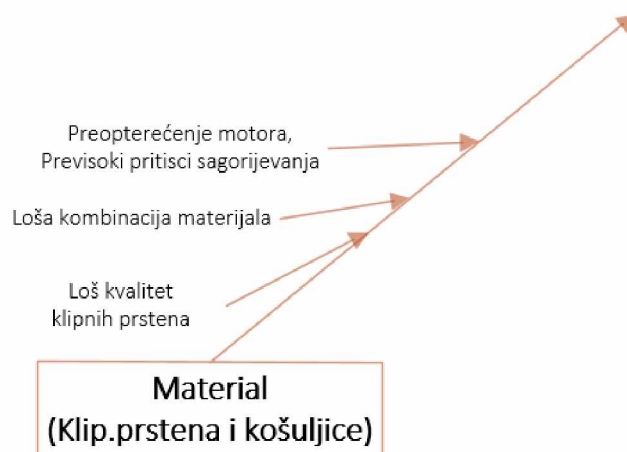 Preopterećenje motora,
Previsoki pritisci sagorijevanja
Loša kombinacija materijala
Loš kvalitet
klipnih prstena
Material
(Klip.prstena i košuljice)